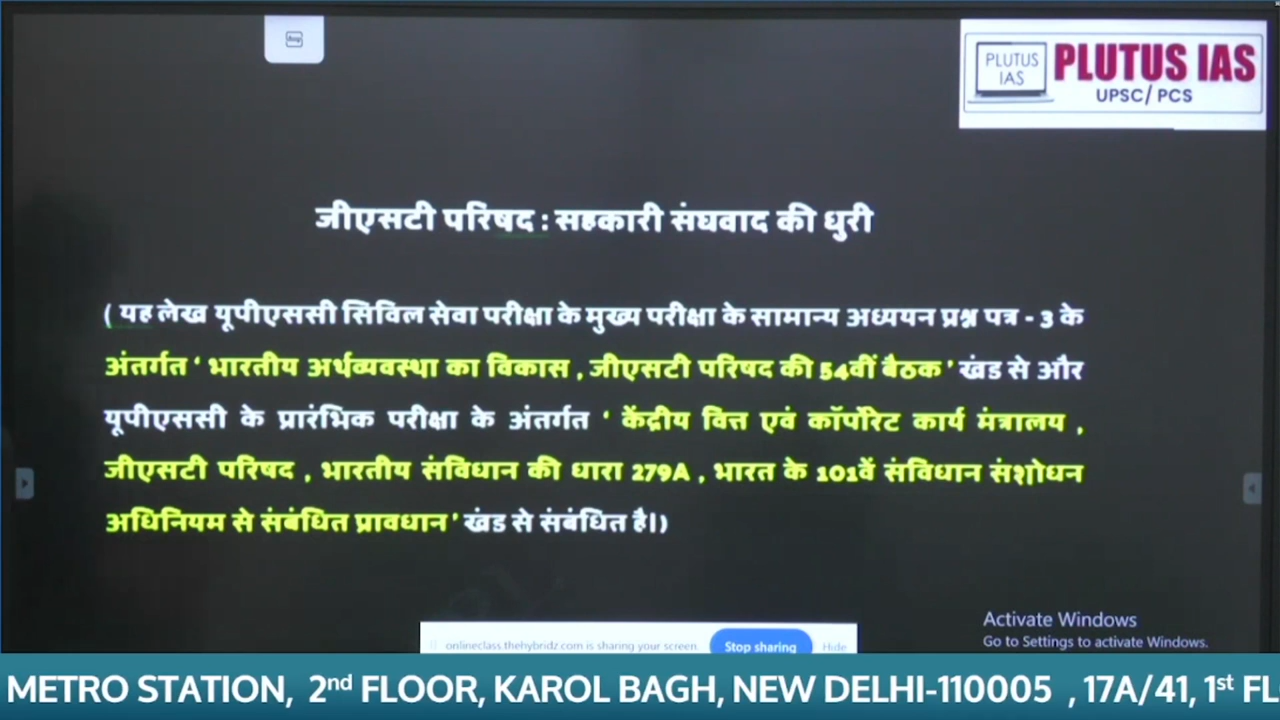 PLUTUS IAS
PLUTUS IAS
UPSC/ PCS
जीएसटी परिषद : सहकारी संघवाद की धुरी
( यह लेख यूपीएससी सिविल सेवा परीक्षा के मुख्य परीक्षा के सामान्य अध्ययन प्रश्न पत्र - 3 के
अंतर्गत ‘ भारतीय अर्थव्यवस्था का विकास , जीएसटी परिषद की 54वीं बैठक ’ खंड से और
यूपीएससी के प्रारंभिक परीक्षा के अंतर्गत ‘ केंद्रीय वित्त एवं कॉर्पोरेट कार्य मंत्रालय ,
जीएसटी परिषद , भारतीय संविधान की धारा 279A , भारत के 101वें संविधान संशोधन
अधिनियम से संबंधित प्रावधान ’ खंड से संबंधित है।)
Activate Windows
Go to Settings to activate Windows.
onlineclass.thehybridz.com is sharing your screen. Stop sharing Hide
METRO STATION, 2nd FLOOR, KAROL BAGH, NEW DELHI-110005 , 17A/41, 1st FL